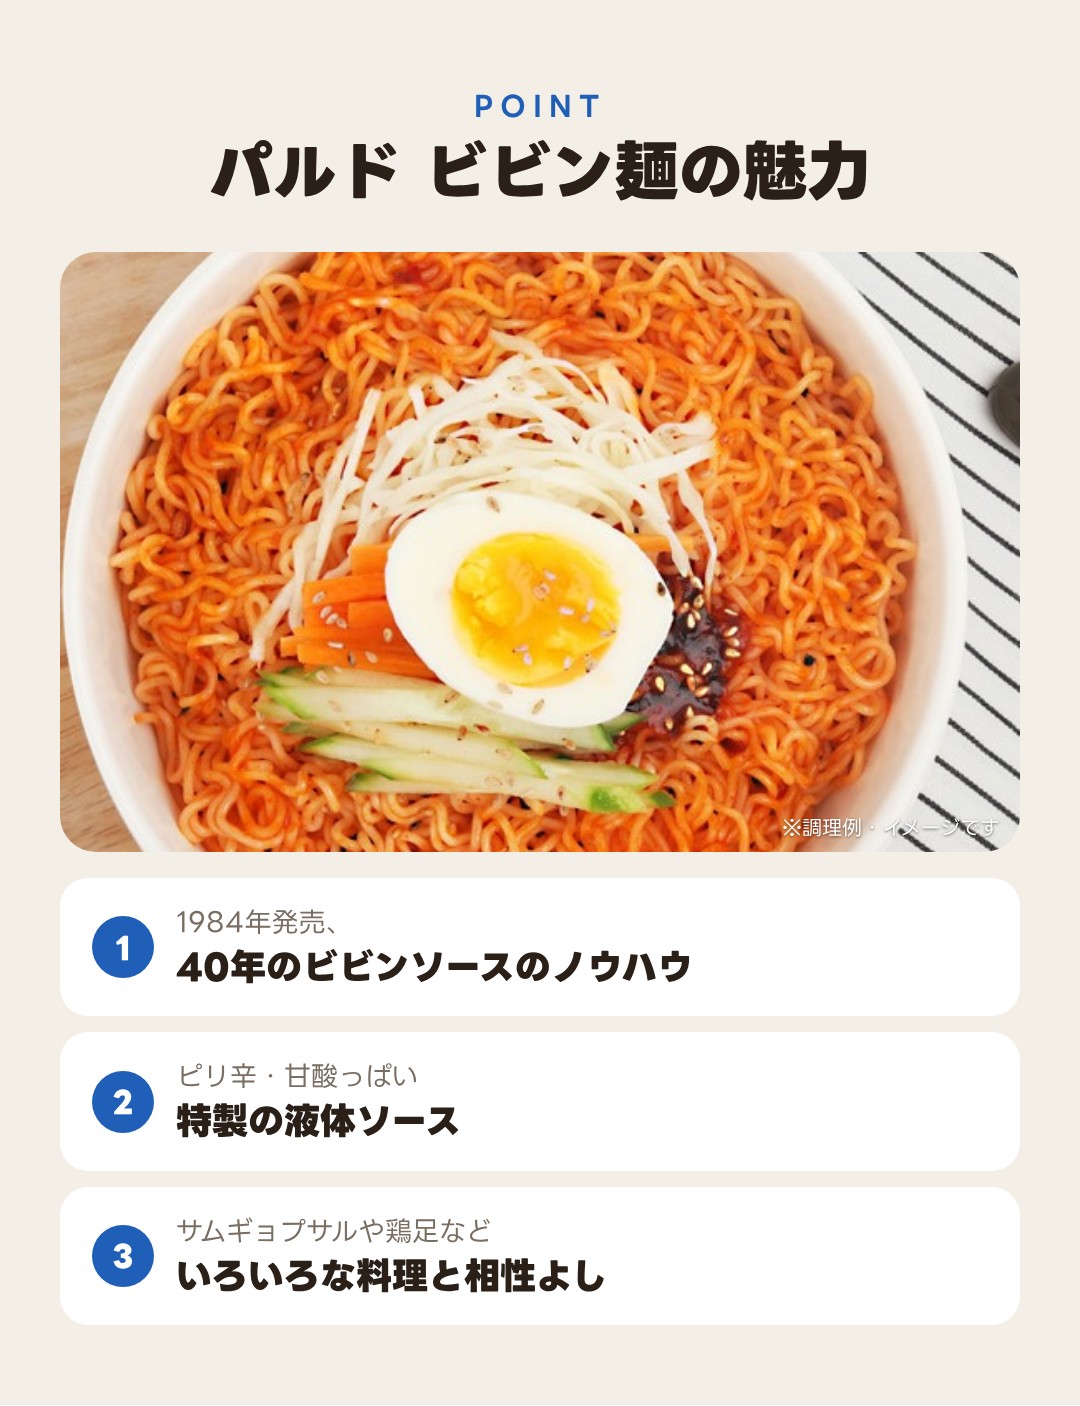 POINT
パルド ビビン麺の魅力
※調理例・イメージです
1
1984年発売、
40年のビビンソースのノウハウ
2
ピリ辛・甘酸っぱい
特製の液体ソース
3
サムギョプサルや鶏足など
いろいろな料理と相性よし